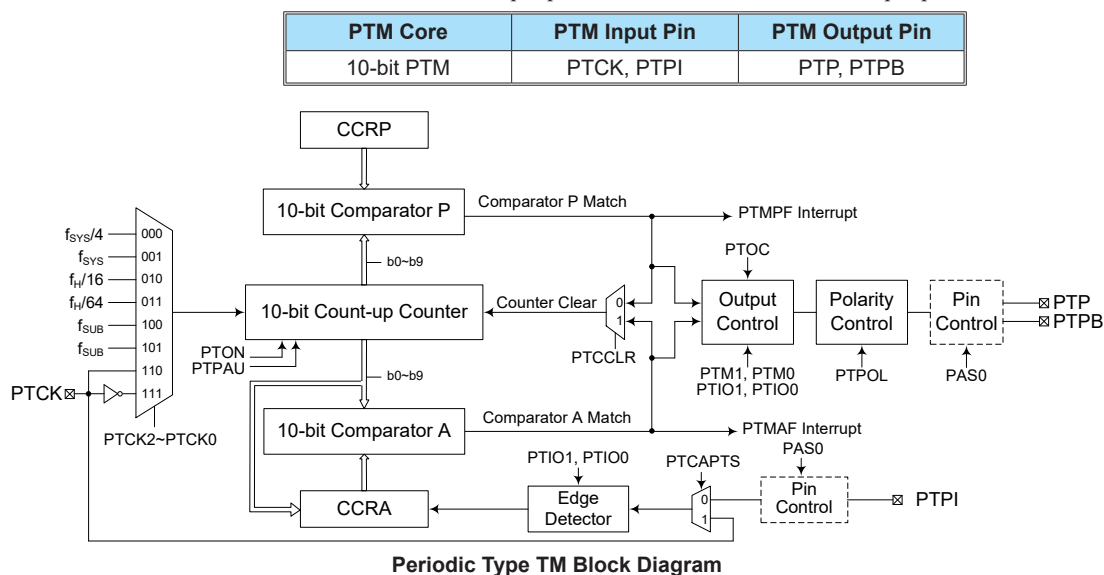 PTM Core PTM Input Pin PTM Output Pin
10-bit PTM PTCK, PTPI PTP, PTPB
CCRP
10-bit Comparator P
Comparator P Match
PTMPF Interrupt
b0~b9
fSYS/4 000
fSYS 001
fH/16 010
fH/64 011
fSUB 100
fSUB 101
110
111
PTCK
PTCK2~PTCK0
10-bit Count-up Counter
PTON
PTPAU
Counter Clear
0
1
PTCCLR
PTOC
Output
Control
PTM1, PTM0
PTIO1, PTIO0
Polarity
Control
PTPOL
Pin
Control
PAS0
PTP
PTPB
b0~b9
10-bit Comparator A
Comparator A Match
PTMAF Interrupt
CCRA
PTIO1, PTIO0
Edge
Detector
PTCAPTS
0
1
PAS0
Pin
Control
PTPI
Periodic Type TM Block Diagram